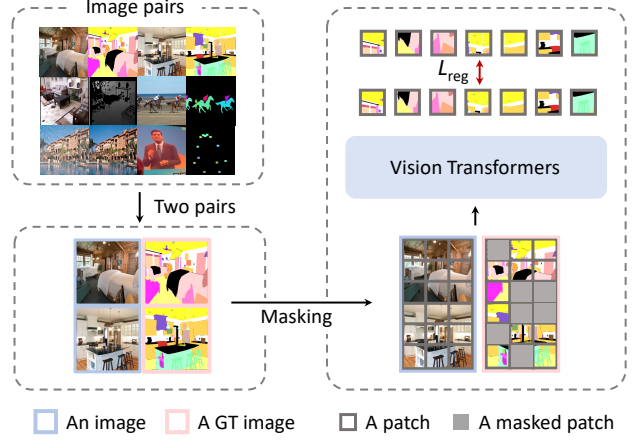 Image pairs
Two pairs
Masking
L_reg
Vision Transformers
An image
A GT image
A patch
A masked patch